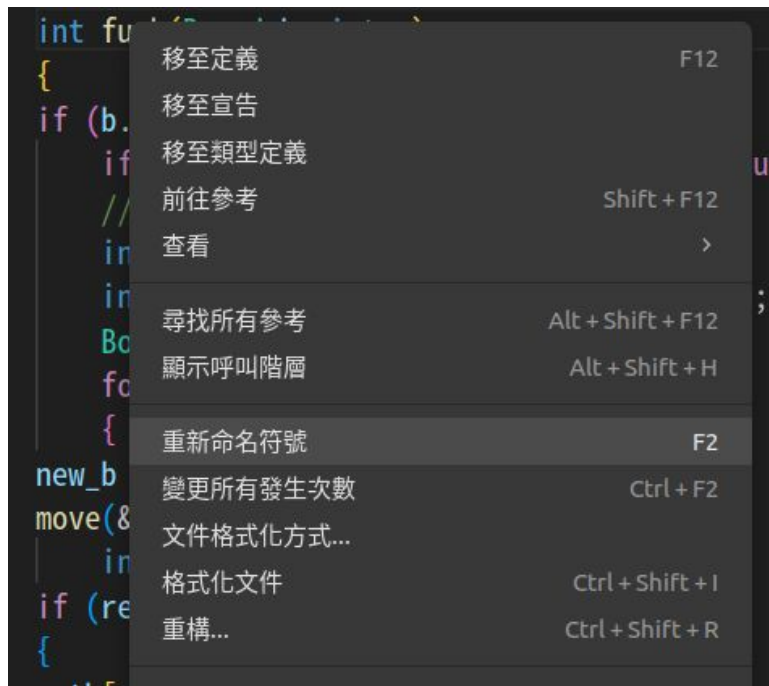 int fu
移至定義 F12
{
移至宣告
if (b.
移至類型定義
if u
前往參考 Shift + F12
//
查看 >
in
in ;
尋找所有參考 Alt + Shift + F12
Bo
顯示呼叫階層 Alt + Shift + H
fo
{
重新命名符號 F2
new_b
變更所有發生次數 Ctrl + F2
move(&
文件格式化方式...
in
格式化文件 Ctrl + Shift + I
if (re
重構... Ctrl + Shift + R
{